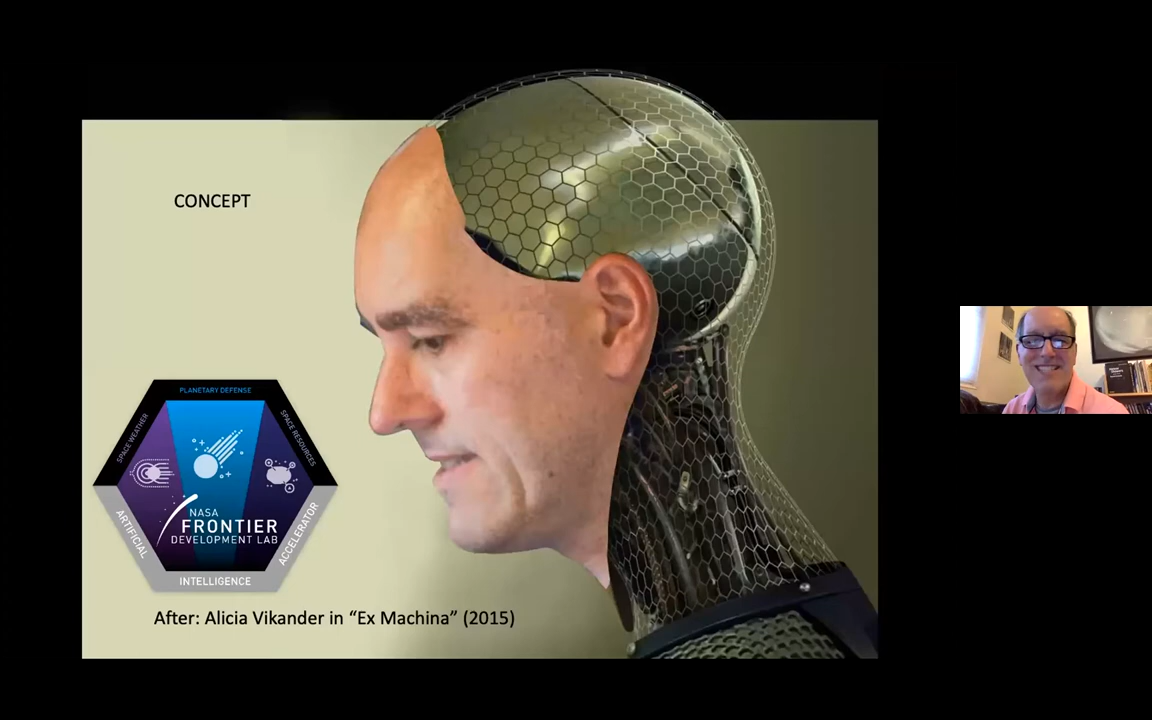 CONCEPT
PLANETARY DEFENSE
SPACE WEATHER
SPACE RESOURCES
NASA
FRONTIER
DEVELOPMENT LAB
ARTIFICIAL
INTELLIGENCE
ACCELERATOR
After: Alicia Vikander in “Ex Machina” (2015)